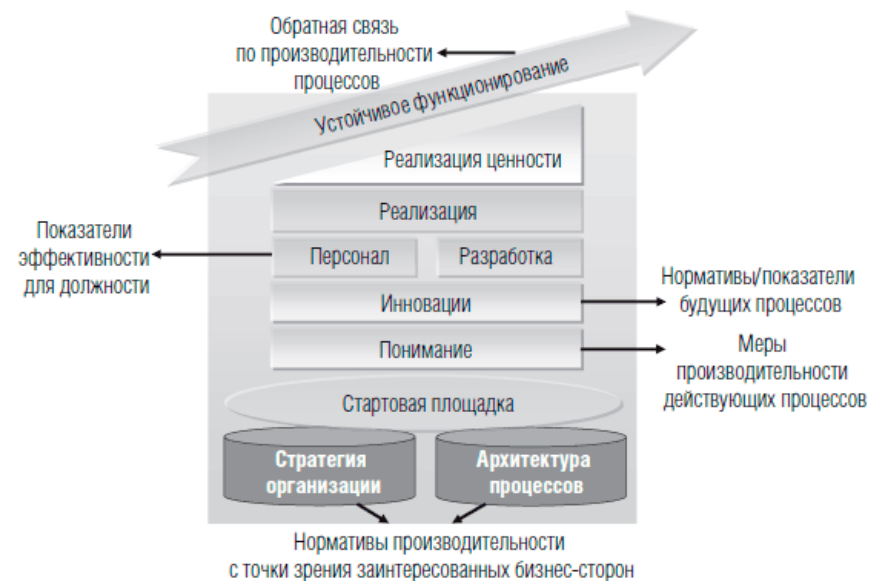 Обратная связь
по производительности
процессов
Устойчивое функционирование
Реализация ценности
Реализация
Показатели
эффективности
для должности
Персонал
Разработка
Инновации
Нормативы/показатели
будущих процессов
Понимание
Меры
производительности
действующих процессов
Стартовая площадка
Стратегия
организации
Архитектура
процессов
Нормативы производительности
с точки зрения заинтересованных бизнес-сторон